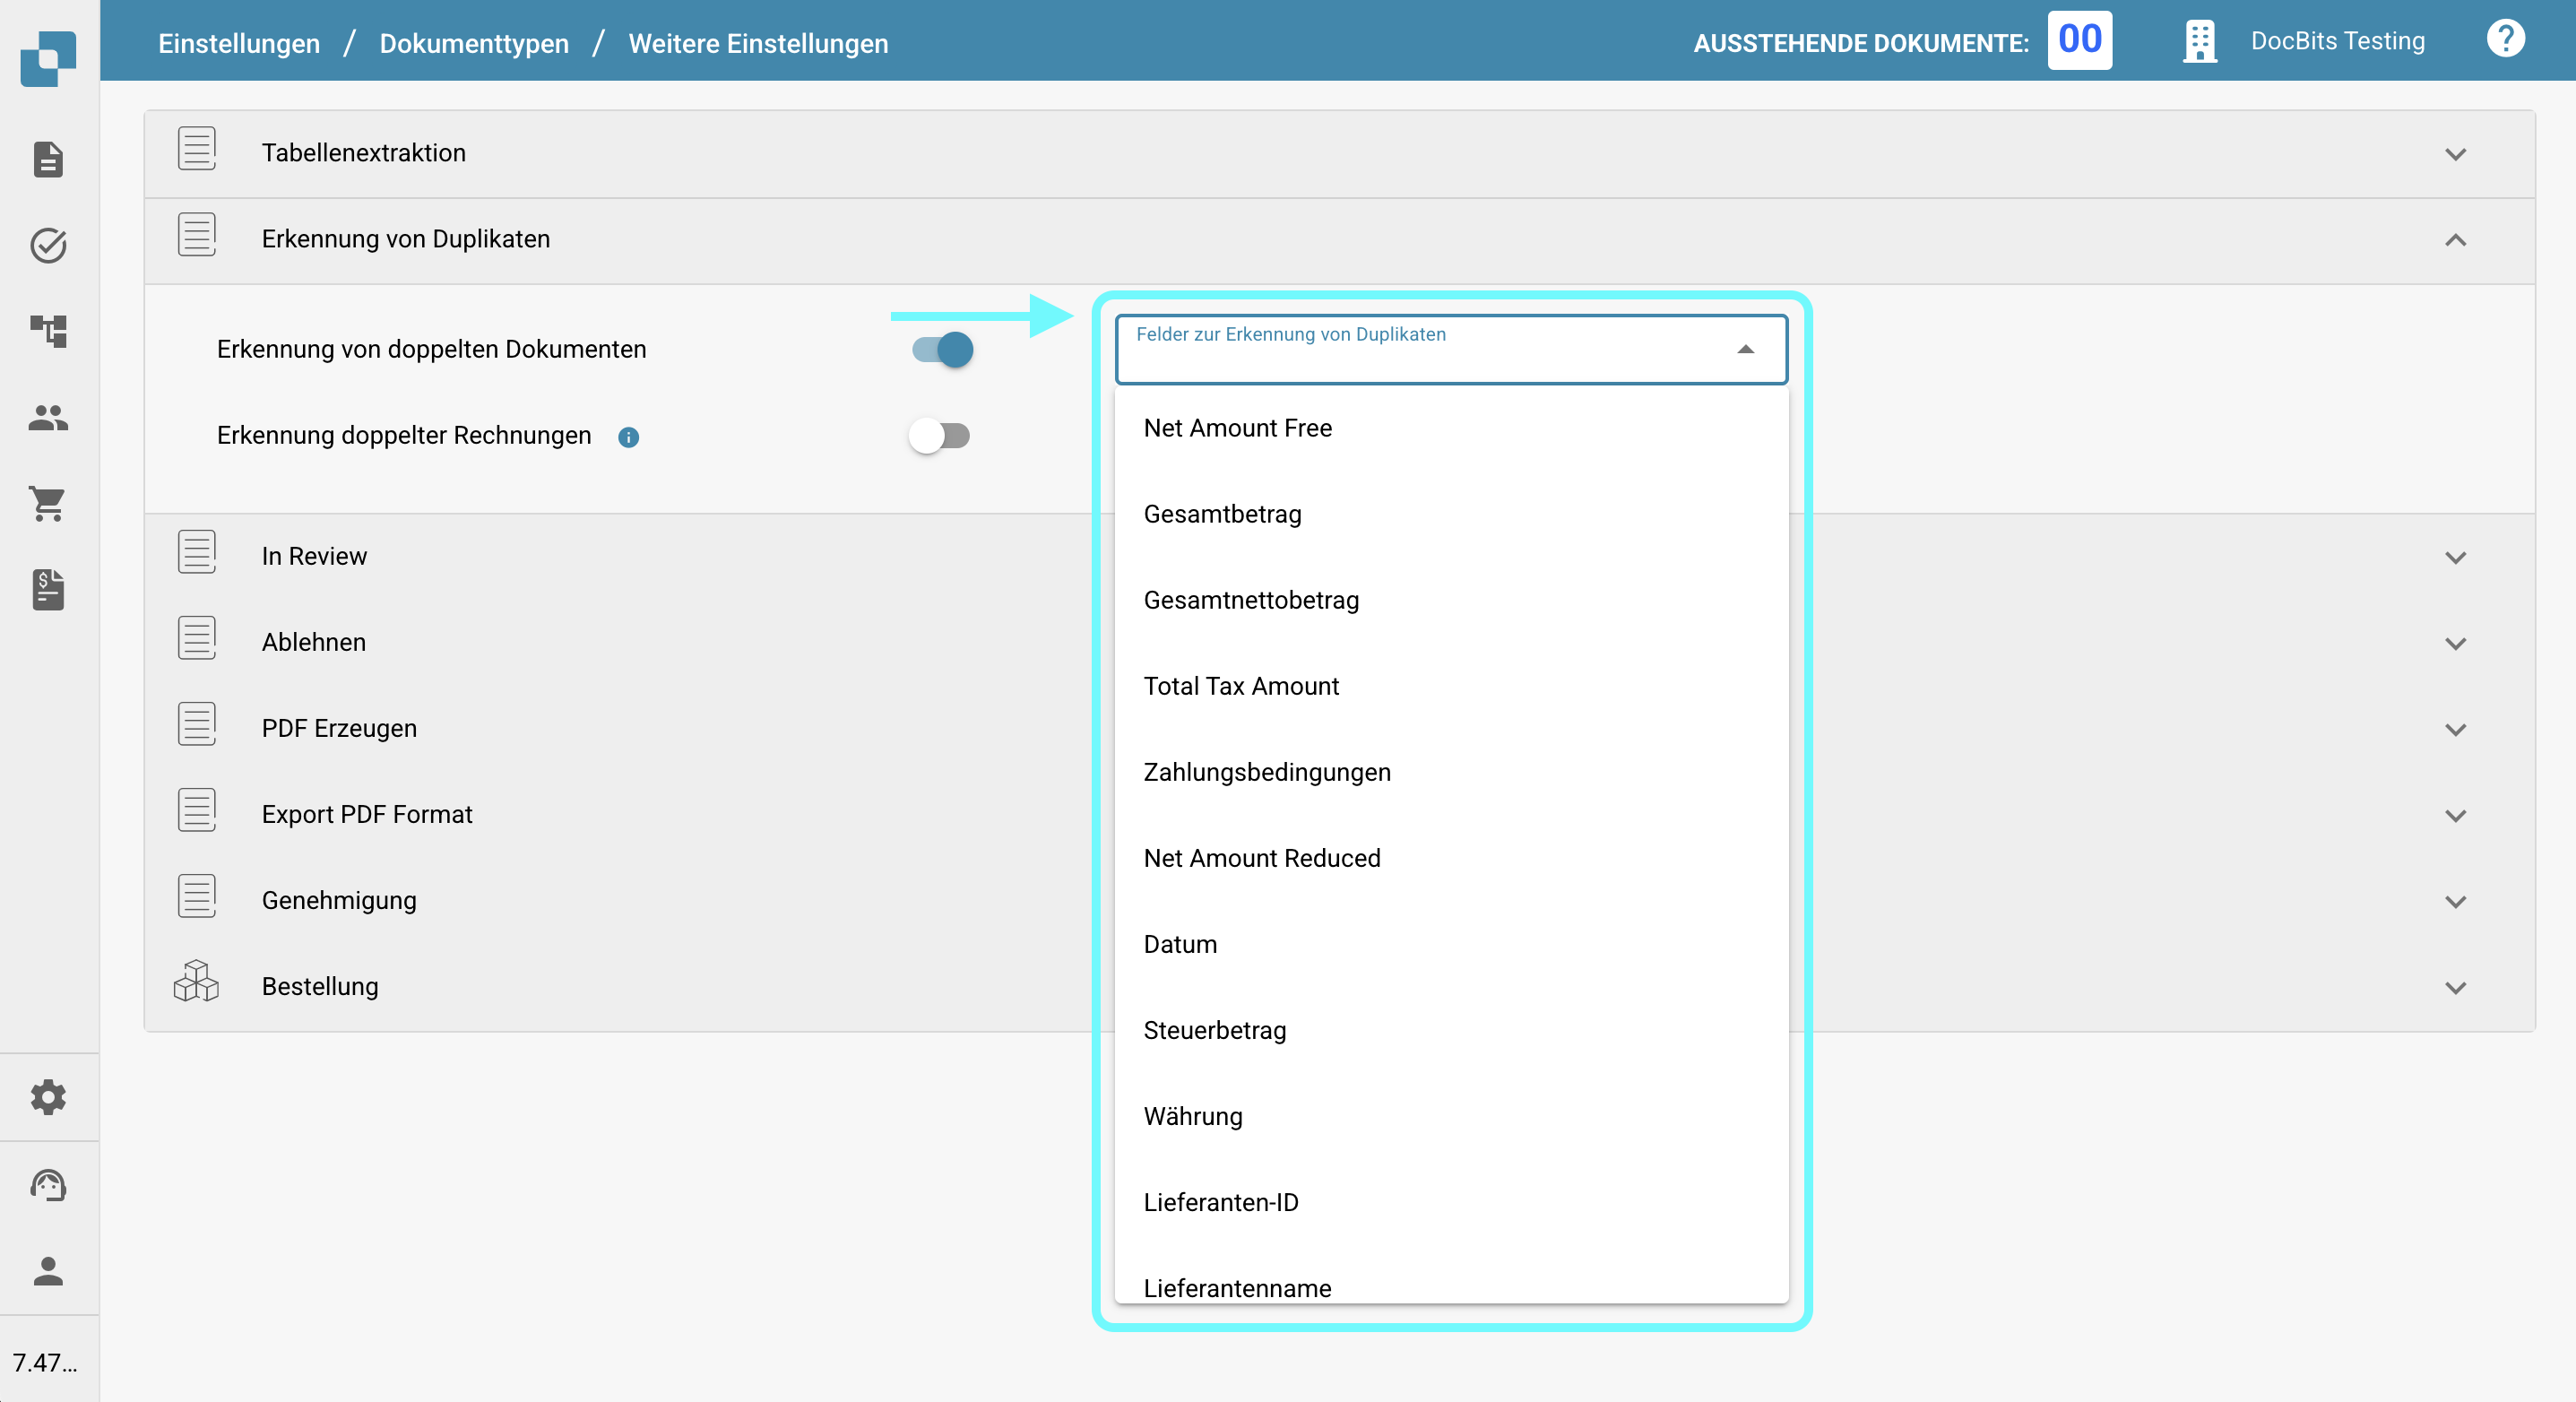 Einstellungen / Dokumenttypen / Weitere Einstellungen
AUSSTEHENDE DOKUMENTE: 00
DocBits Testing
?
Tabellenextraktion
Erkennung von Duplikaten
Erkennung von doppelten Dokumenten
Erkennung doppelter Rechnungen i
Felder zur Erkennung von Duplikaten
Net Amount Free
Gesamtbetrag
Gesamtnettobetrag
Total Tax Amount
Zahlungsbedingungen
Net Amount Reduced
Datum
Steuerbetrag
Währung
Lieferanten-ID
Lieferantenname
In Review
Ablehnen
PDF Erzeugen
Export PDF Format
Genehmigung
Bestellung
7.47...